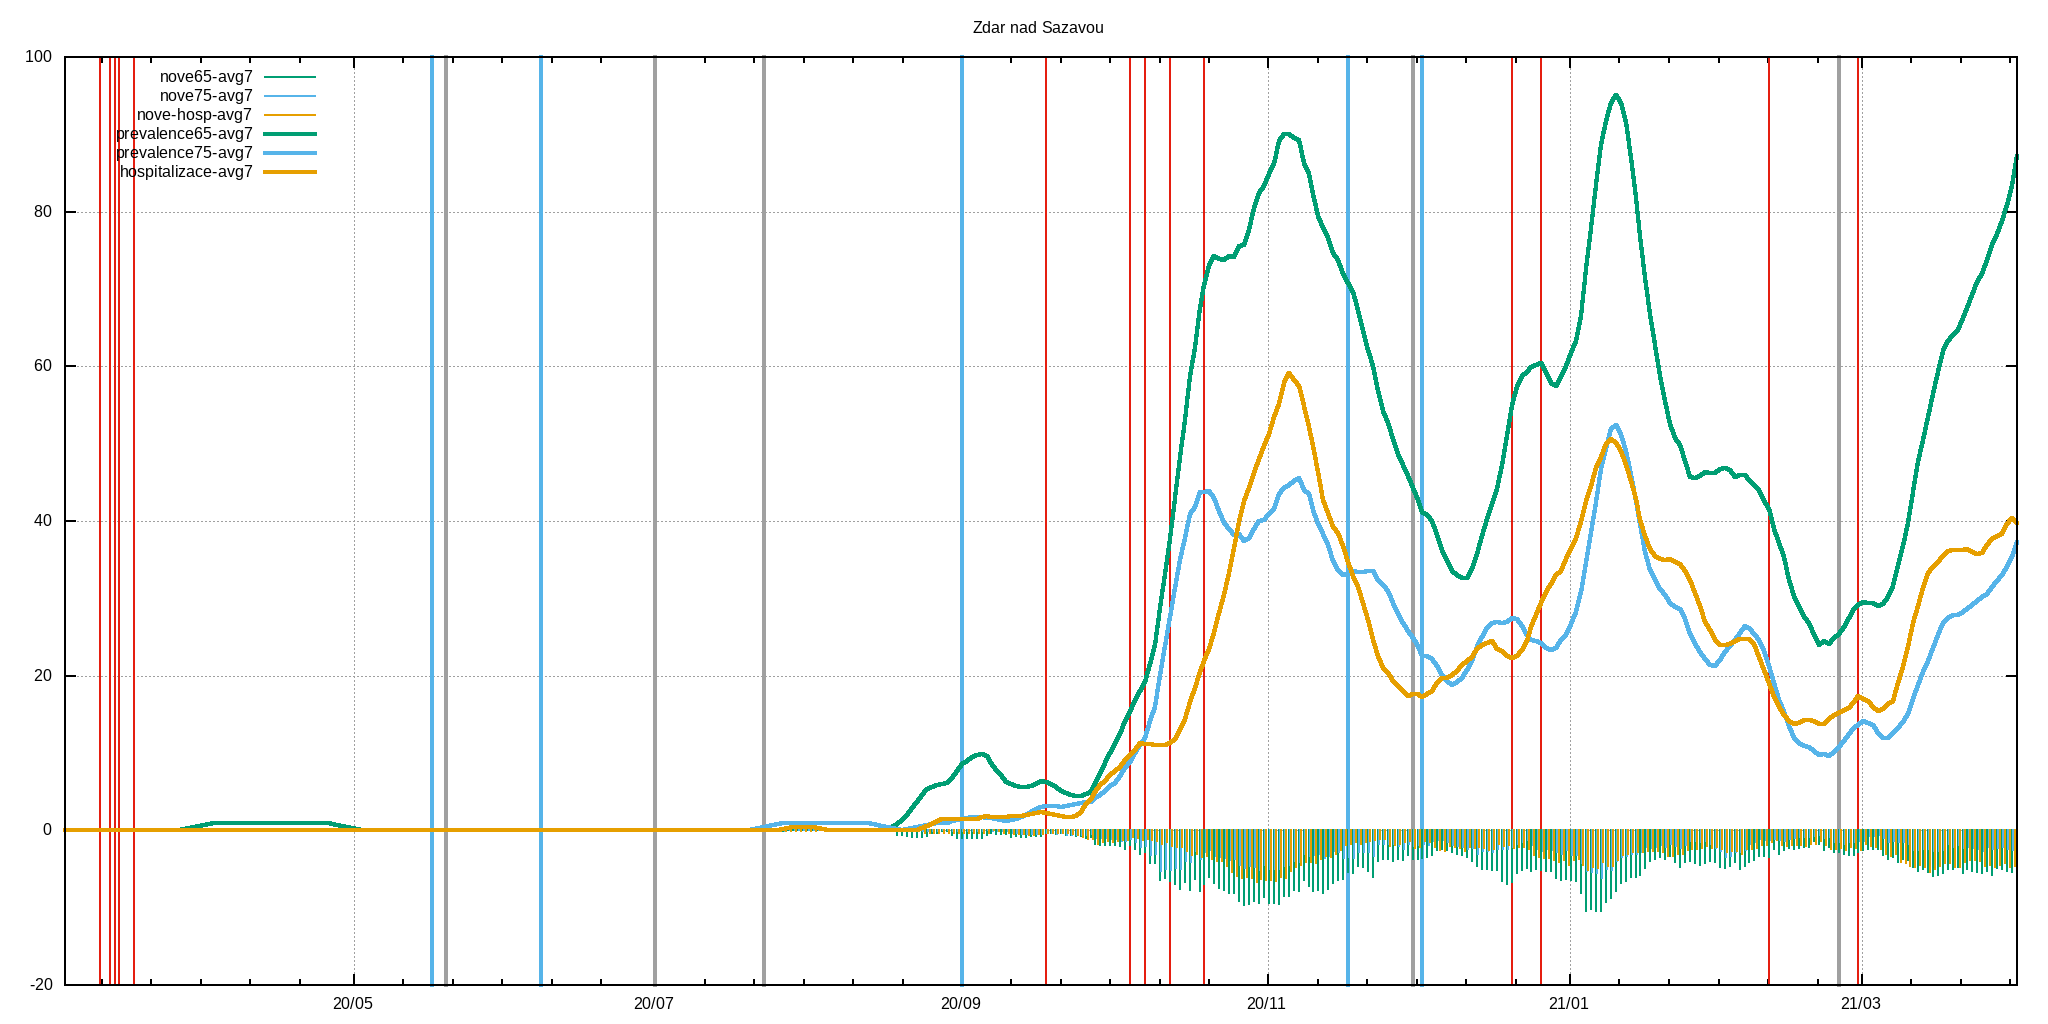 Zdar nad Sazavou
100
80
60
40
20
0
-20
nove65-avg7
nove75-avg7
nove-hosp-avg7
prevalence65-avg7
prevalence75-avg7
hospitalizace-avg7
20/05 20/07 20/09 20/11 21/01 21/03